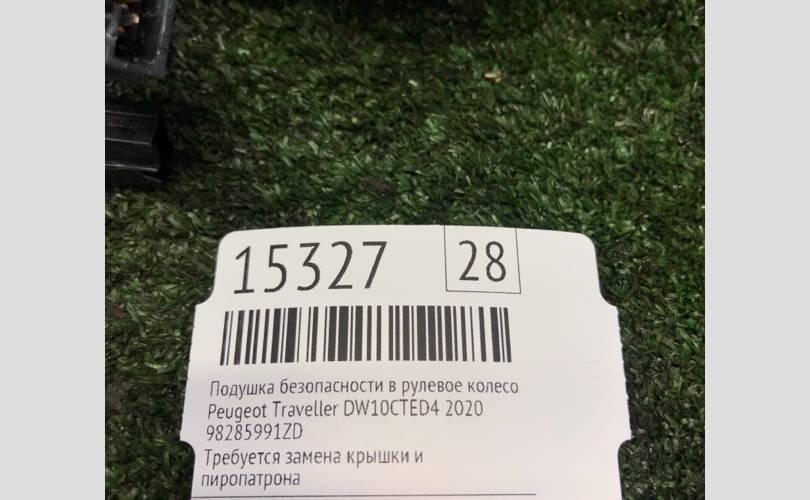 15327 28
Подушка безопасности в рулевое колесо
Peugeot Traveller DW10CTED4 2020
98285991ZD
Требуется замена крышки и
пиропатрона